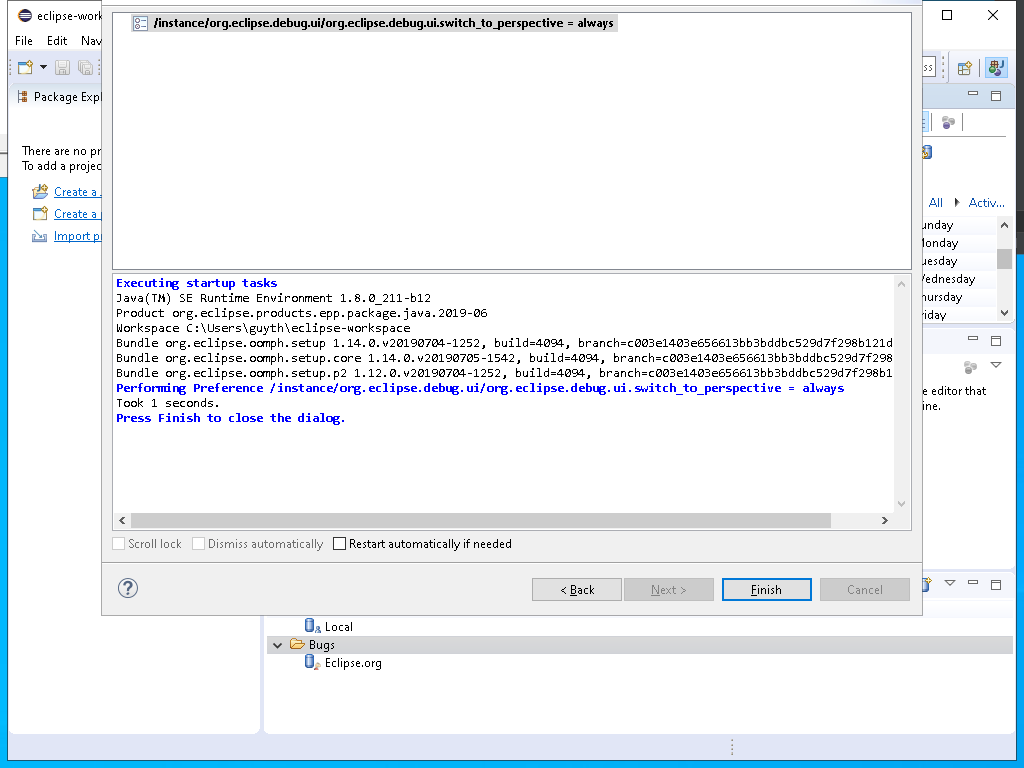 eclipse-work
/instance/org.eclipse.debug.ui/org.eclipse.debug.ui.switch_to_perspective = always
File Edit Nav
ss
Package Expl
There are no pr
To add a projec
Create a
Create a
Import pr
All Activ...
unday
Monday
uesday
Wednesday
hursday
riday
Executing startup tasks
Java(TM) SE Runtime Environment 1.8.0_211-b12
Product org.eclipse.products.epp.package.java.2019-06
Workspace C:\Users\guyth\eclipse-workspace
Bundle org.eclipse.oomph.setup 1.14.0.v20190704-1252, build=4094, branch=c003e1403e656613bb3bddbc529d7f298b121d
Bundle org.eclipse.oomph.setup.core 1.14.0.v20190705-1542, build=4094, branch=c003e1403e656613bb3bddbc529d7f298
Bundle org.eclipse.oomph.setup.p2 1.12.0.v20190704-1252, build=4094, branch=c003e1403e656613bb3bddbc529d7f298b1
Performing Preference /instance/org.eclipse.debug.ui/org.eclipse.debug.ui.switch_to_perspective = always
Took 1 seconds.
Press Finish to close the dialog.
e editor that
ine.
Scroll lock Dismiss automatically Restart automatically if needed
? < Back Next > Finish Cancel
Local
Bugs
Eclipse.org